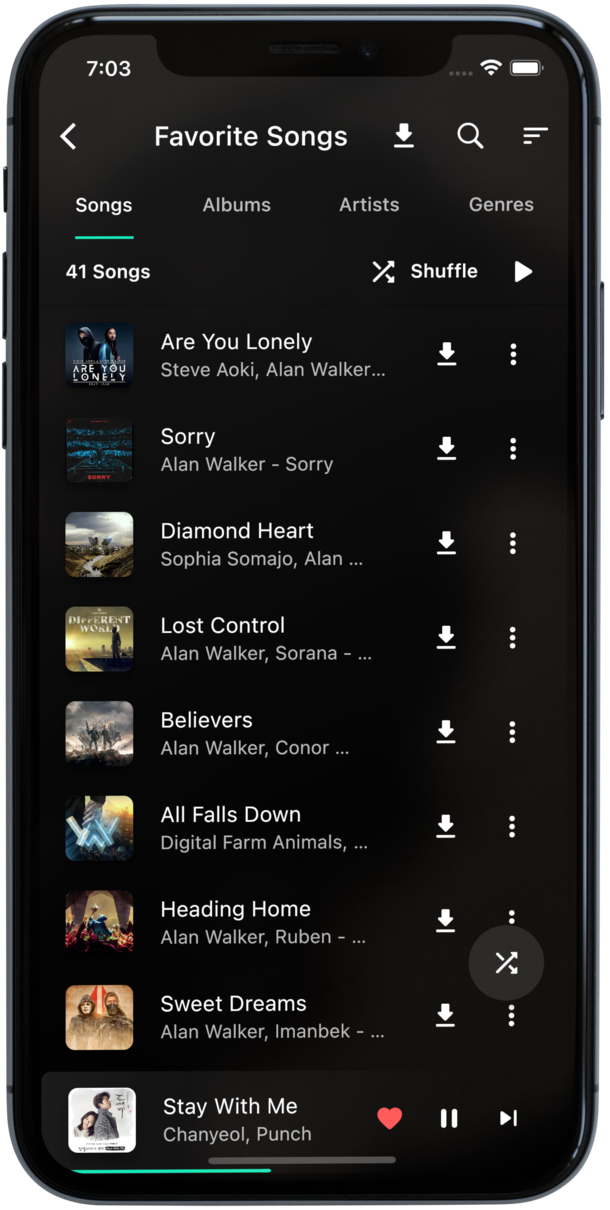 7:03
Favorite Songs
Songs Albums Artists Genres
41 Songs Shuffle
ARE YOU
LONELY
Are You Lonely
Steve Aoki, Alan Walker...
SORRY
Sorry
Alan Walker - Sorry
Diamond Heart
Sophia Somajo, Alan ...
DIFFERENT
WORLD
Lost Control
Alan Walker, Sorana - ...
Believers
Alan Walker, Conor ...
All Falls Down
Digital Farm Animals, ...
Heading Home
Alan Walker, Ruben - ...
Sweet Dreams
Alan Walker, Imanbek - ...
Stay With Me
Chanyeol, Punch